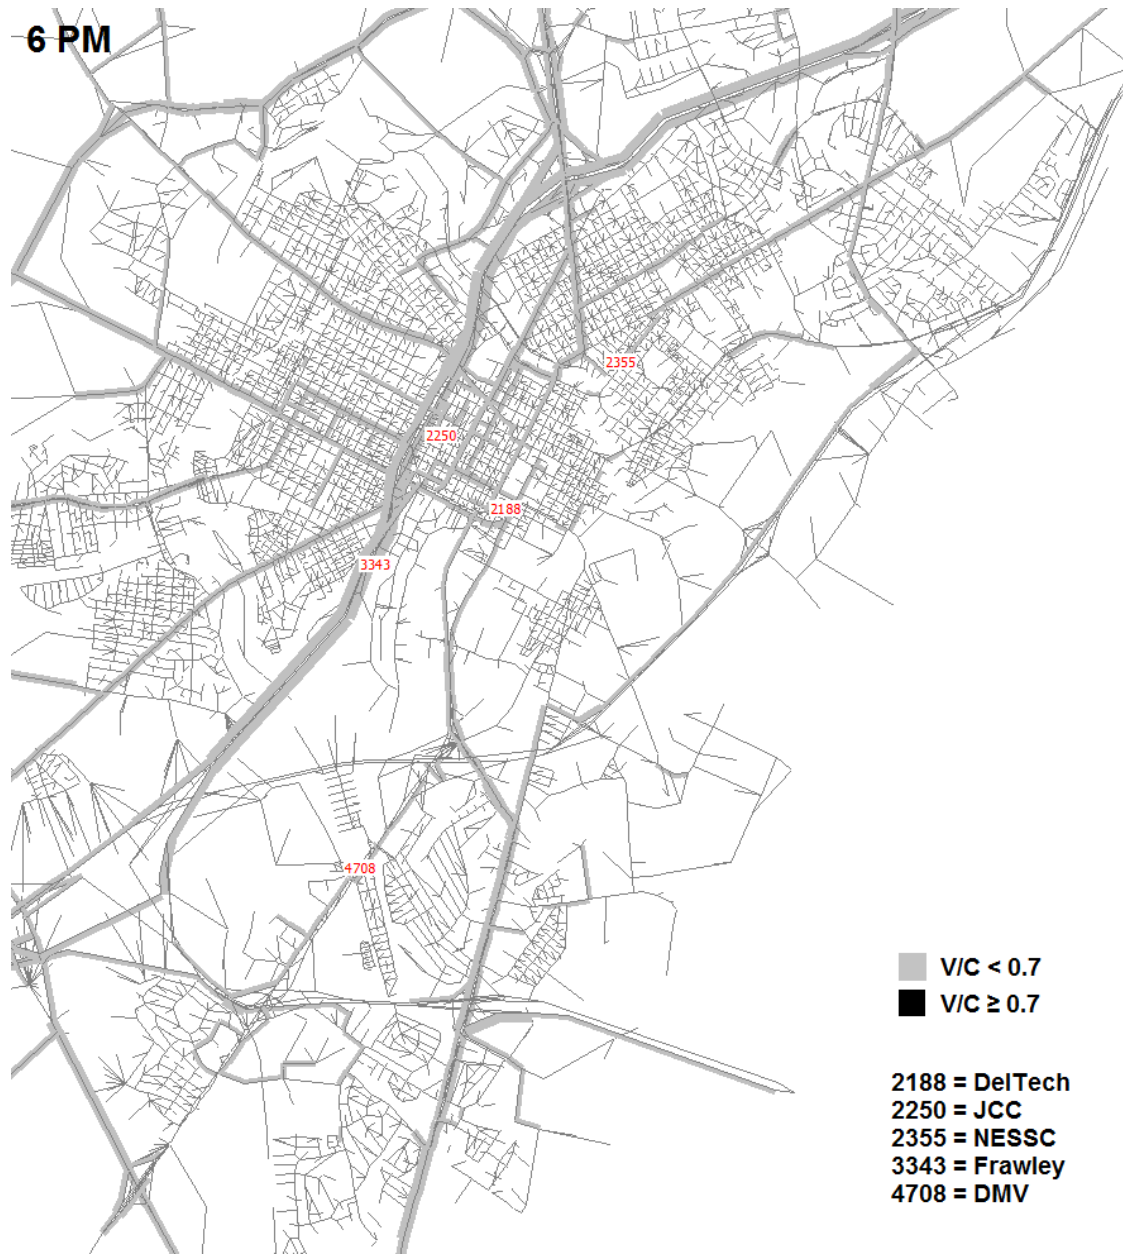 6 PM
2355
2250
2188
3343
4708
V/C < 0.7
V/C ≥ 0.7
2188 = DelTech
2250 = JCC
2355 = NESSC
3343 = Frawley
4708 = DMV